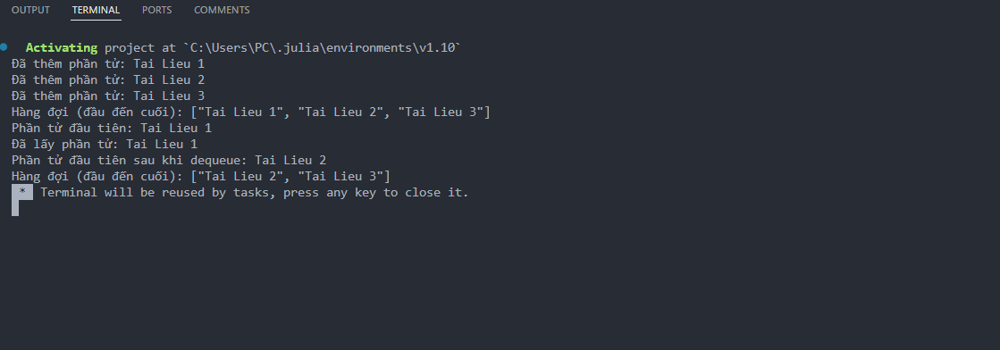 OUTPUT TERMINAL PORTS COMMENTS
Activating project at `C:\Users\PC\.julia\environments\v1.10`
Đã thêm phần tử: Tai Lieu 1
Đã thêm phần tử: Tai Lieu 2
Đã thêm phần tử: Tai Lieu 3
Hàng đợi (đầu đến cuối): ["Tai Lieu 1", "Tai Lieu 2", "Tai Lieu 3"]
Phần tử đầu tiên: Tai Lieu 1
Đã lấy phần tử: Tai Lieu 1
Phần tử đầu tiên sau khi dequeue: Tai Lieu 2
Hàng đợi (đầu đến cuối): ["Tai Lieu 2", "Tai Lieu 3"]
* Terminal will be reused by tasks, press any key to close it.